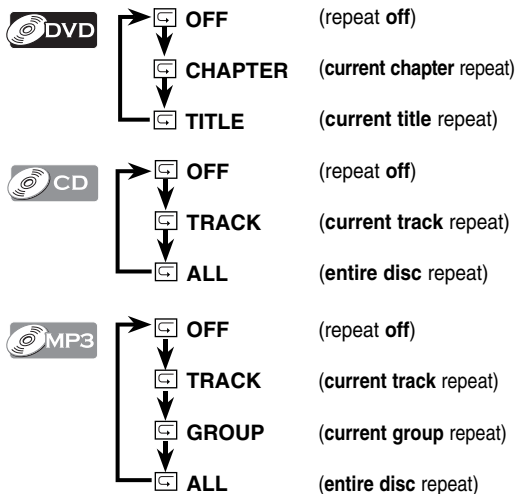 DVD
OFF (repeat off)
CHAPTER (current chapter repeat)
TITLE (current title repeat)
CD
OFF (repeat off)
TRACK (current track repeat)
ALL (entire disc repeat)
MP3
OFF (repeat off)
TRACK (current track repeat)
GROUP (current group repeat)
ALL (entire disc repeat)